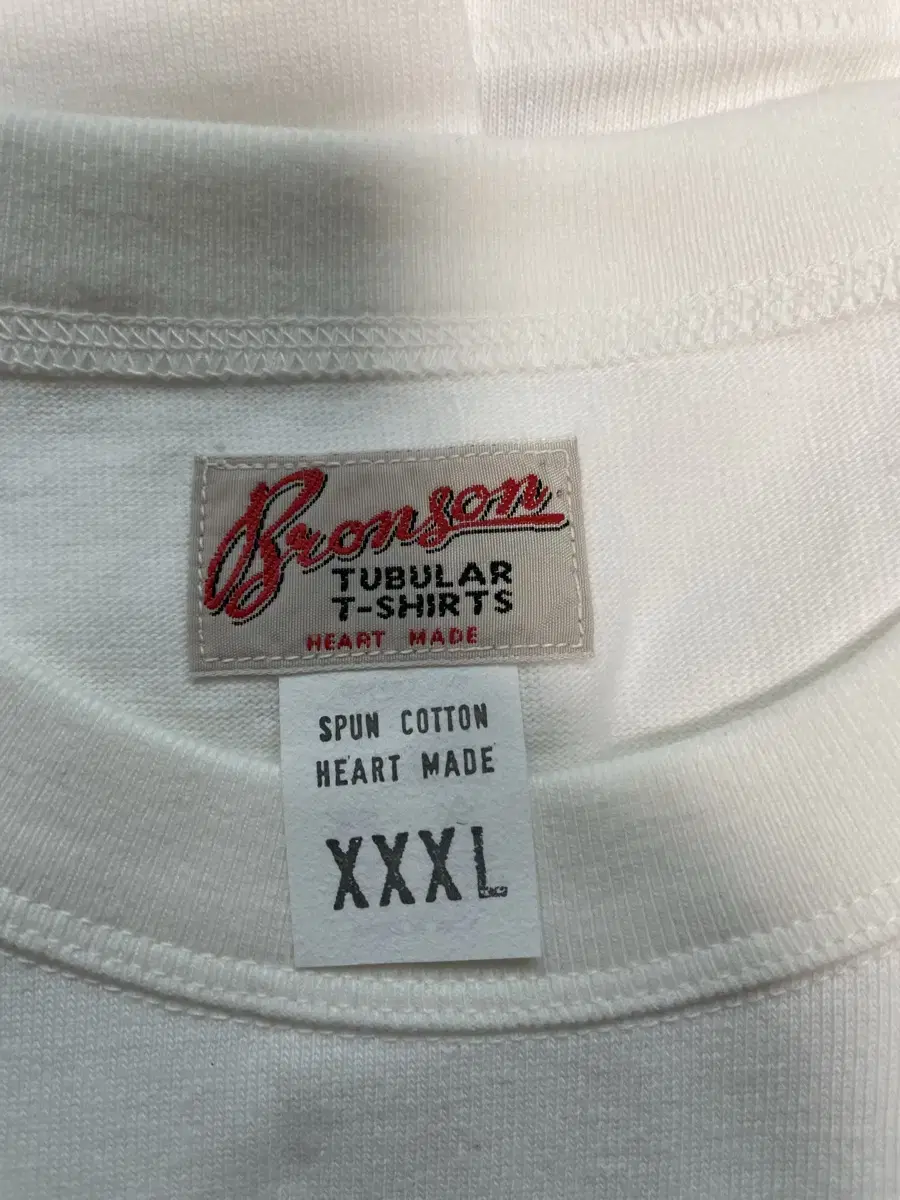 Bronson
TUBULAR
T-SHIRTS
HEART MADE
SPUN COTTON
HEART MADE
XXXL